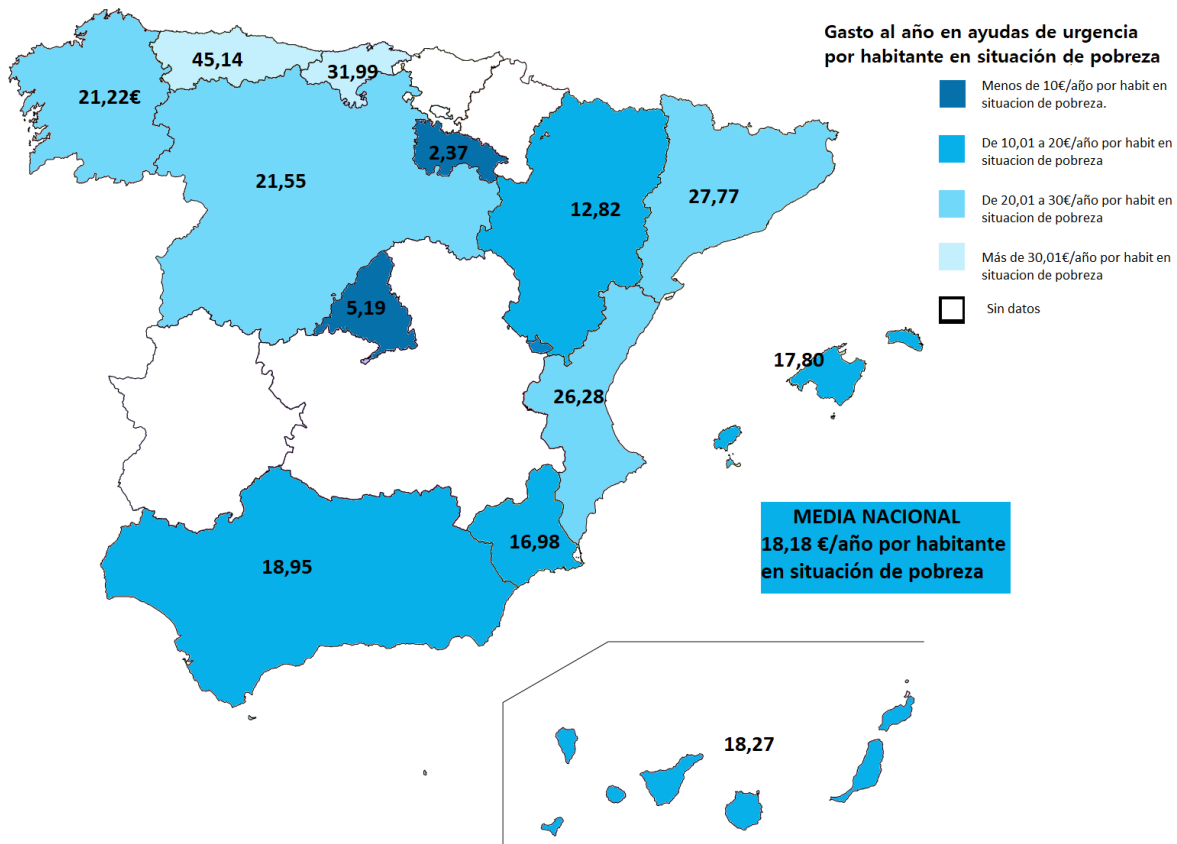 Gasto al año en ayudas de urgencia
por habitante en situación de pobreza
Menos de 10€/año por habit en
situacion de pobreza.
De 10,01 a 20€/año por habit en
situacion de pobreza
De 20,01 a 30€/año por habit en
situacion de pobreza
Más de 30,01€/año por habit en
situacion de pobreza
Sin datos
45,14
31,99
21,22€
2,37
21,55
12,82
27,77
5,19
17,80
26,28
16,98
18,95
MEDIA NACIONAL
18,18 €/año por habitante
en situación de pobreza
18,27